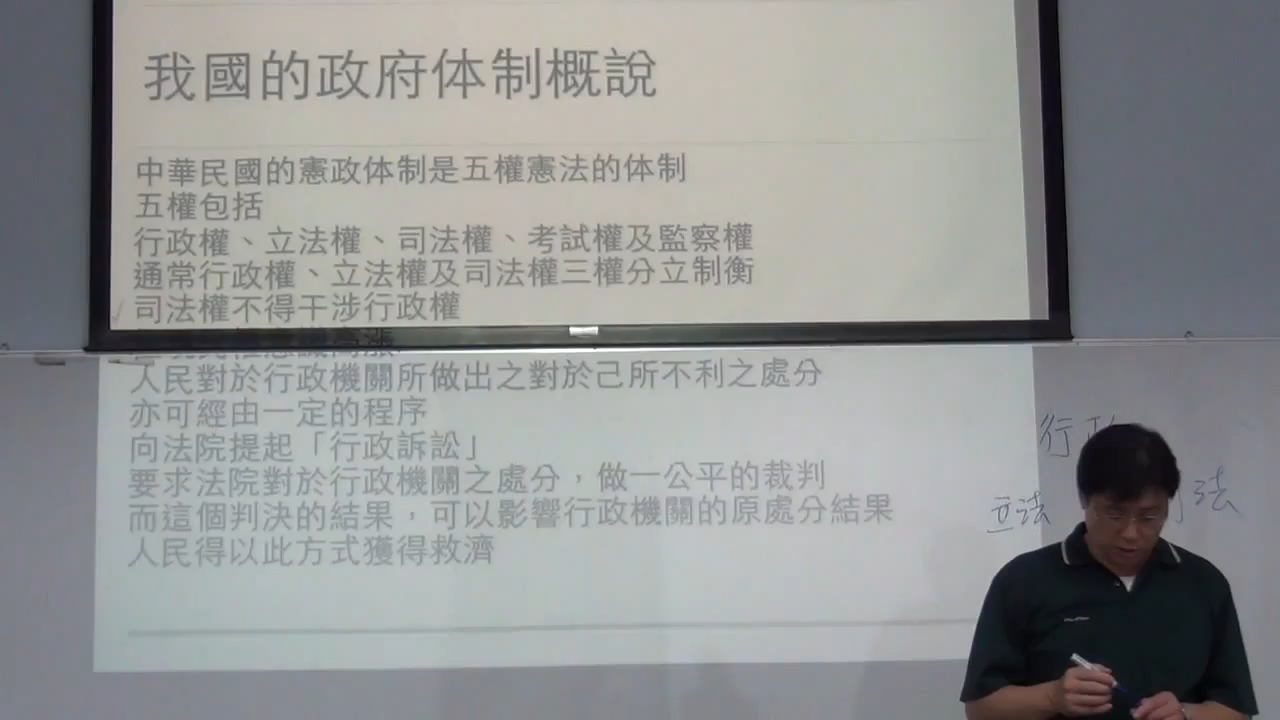 我國的政府体制概說
中華民國的憲政体制是五權憲法的体制
五權包括
行政權、立法權、司法權、考試權及監察權
通常行政權、立法權及司法權三權分立制衡
司法權不得干涉行政權
人民對於行政機關所做出之對於己所不利之處分
亦可經由一定的程序
向法院提起「行政訴訟」
要求法院對於行政機關之處分，做一公平的裁判
而這個判決的結果，可以影響行政機關的原處分結果
人民得以此方式獲得救濟
行政
立法
法